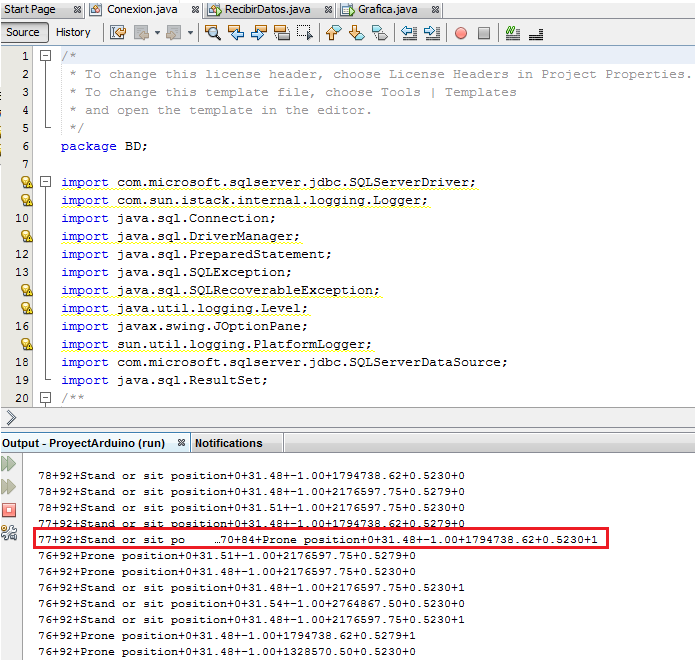 Start Page Conexion.java RecibirDatos.java Grafica.java
Source History
1 /*
2 * To change this license header, choose License Headers in Project Properties.
3 * To change this template file, choose Tools | Templates
4 * and open the template in the editor.
5 */
6 package BD;
7
import com.microsoft.sqlserver.jdbc.SQLServerDriver;
import com.sun.istack.internal.logging.Logger;
10 import java.sql.Connection;
import java.sql.DriverManager;
12 import java.sql.PreparedStatement;
13 import java.sql.SQLException;
import java.sql.SQLRecoverableException;
import java.util.logging.Level;
16 import javax.swing.JOptionPane;
import sun.util.logging.PlatformLogger;
18 import com.microsoft.sqlserver.jdbc.SQLServerDataSource;
19 import java.sql.ResultSet;
20 /**
Output - ProyectArduino (run) Notifications
78+92+Stand or sit position+0+31.48+-1.00+1794738.62+0.5230+0
78+92+Stand or sit position+0+31.48+-1.00+2176597.75+0.5279+0
78+92+Stand or sit position+0+31.51+-1.00+2176597.75+0.5230+0
77+92+Stand or sit position+0+31.48+-1.00+1794738.62+0.5279+0
77+92+Stand or sit po …70+84+Prone position+0+31.48+-1.00+1794738.62+0.5230+1
76+92+Prone position+0+31.51+-1.00+2176597.75+0.5279+0
76+92+Prone position+0+31.48+-1.00+2176597.75+0.5230+0
76+92+Stand or sit position+0+31.48+-1.00+2176597.75+0.5230+1
76+92+Stand or sit position+0+31.54+-1.00+2764867.50+0.5230+0
76+92+Stand or sit position+0+31.48+-1.00+2176597.75+0.5230+1
76+92+Prone position+0+31.48+-1.00+1794738.62+0.5279+1
76+92+Prone position+0+31.48+-1.00+1328570.50+0.5230+0